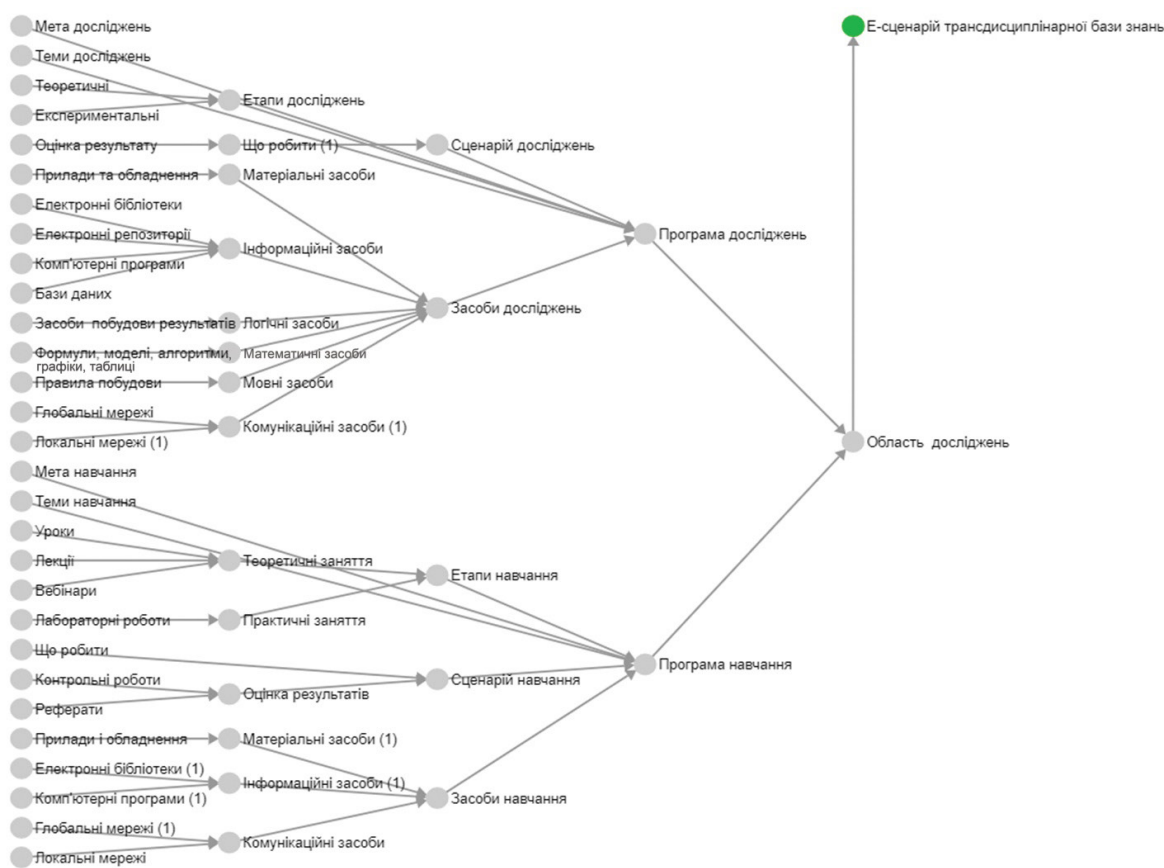 Мета досліджень
Е-сценарій трансдисциплінарної бази знань
Теми досліджень
Теоретичні
Етапи досліджень
Експериментальні
Оцінка результату
Що робити (1)
Сценарій досліджень
Прилади та обладнення
Матеріальні засоби
Електронні бібліотеки
Електронні репозиторії
Програма досліджень
Інформаційні засоби
Комп'ютерні програми
Бази даних
Засоби досліджень
Засоби побудови результатів
Логічні засоби
Формули, моделі, алгоритми,
графіки, таблиці
Математичні засоби
Правила побудови
Мовні засоби
Глобальні мережі
Комунікаційні засоби (1)
Локальні мережі (1)
Область досліджень
Мета навчання
Теми навчання
Уроки
Лекції
Теоретичні заняття
Етапи навчання
Вебінари
Лабораторні роботи
Практичні заняття
Що робити
Програма навчання
Контрольні роботи
Сценарій навчання
Оцінка результатів
Реферати
Прилади і обладнення
Матеріальні засоби (1)
Електронні бібліотеки (1)
Інформаційні засоби (1)
Комп'ютерні програми (1)
Засоби навчання
Глобальні мережі (1)
Комунікаційні засоби
Локальні мережі